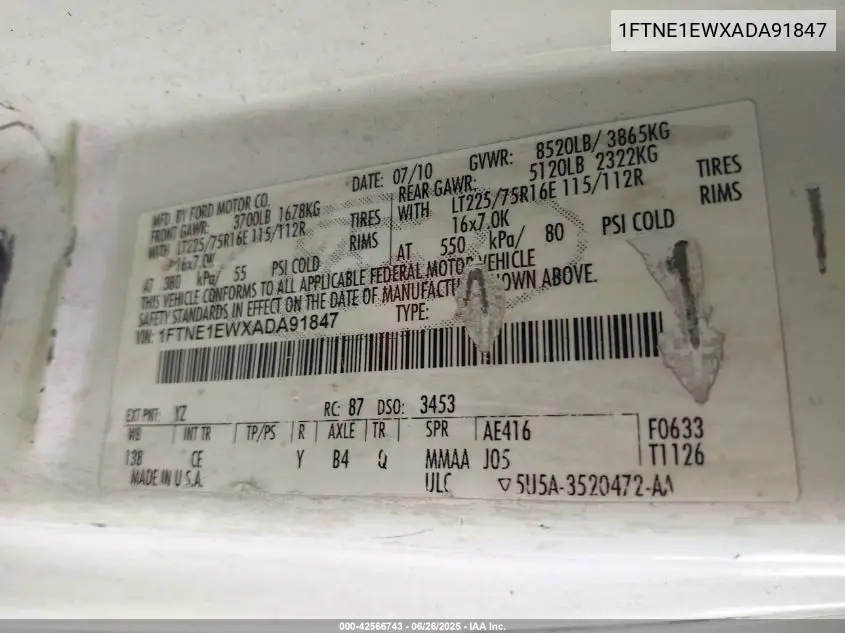 1FTNE1EWXADA91847
MFD. BY FORD MOTOR CO.
DATE: 07/10 GVWR: 8520LB/ 3865KG
FRONT GAWR: 3700LB 1678KG
REAR GAWR: 5120LB 2322KG
WITH LT225/75R16E 115/112R TIRES
WITH LT225/75R16E 115/112R TIRES
16x7.0K RIMS
16x7.0K RIMS
AT 380 kPa/ 55 PSI COLD
AT 550 kPa/ 80 PSI COLD
THIS VEHICLE CONFORMS TO ALL APPLICABLE FEDERAL MOTOR VEHICLE
SAFETY STANDARDS IN EFFECT ON THE DATE OF MANUFACTU OWN ABOVE.
VIN: 1FTNE1EWXADA91847 TYPE:
EXT PNT: YZ RC: 87 DSO: 3453
WB INT TR TP/PS R AXLE TR SPR AE416 F0633
138 CE Y B4 Q MMAA J05 T1126
MADE IN U.S.A. ULC ▽5U5A-3520472-AA
000-42566743 - 06/26/2025 - IAA Inc.